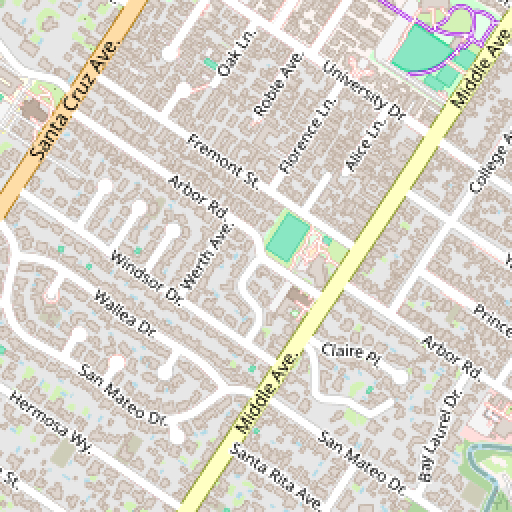 Santa Cruz Ave.
Oak Ln.
Robie Ave.
University Dr.
Middle Ave.
Florence Ln.
Alice Ln.
College A
Fremont St.
Arbor Rd.
Werth Ave.
Windsor Dr.
Wailea Dr.
San Mateo Dr.
Hermosa Wy.
St.
Middle Ave.
Claire Pl.
Arbor Rd.
Prince
Bay Laurel Dr.
San Mateo Dr.
Santa Rita Ave.